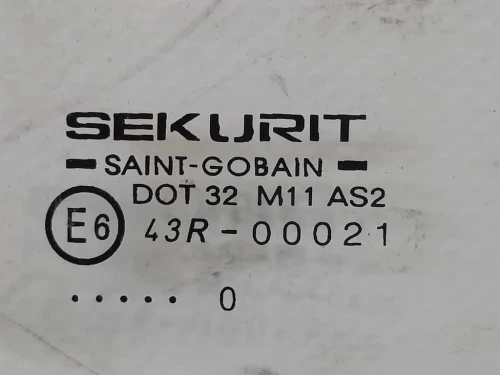 SEKURIT
SAINT-GOBAIN
DOT 32 M11 AS2
E6 43R-00021
..... 0